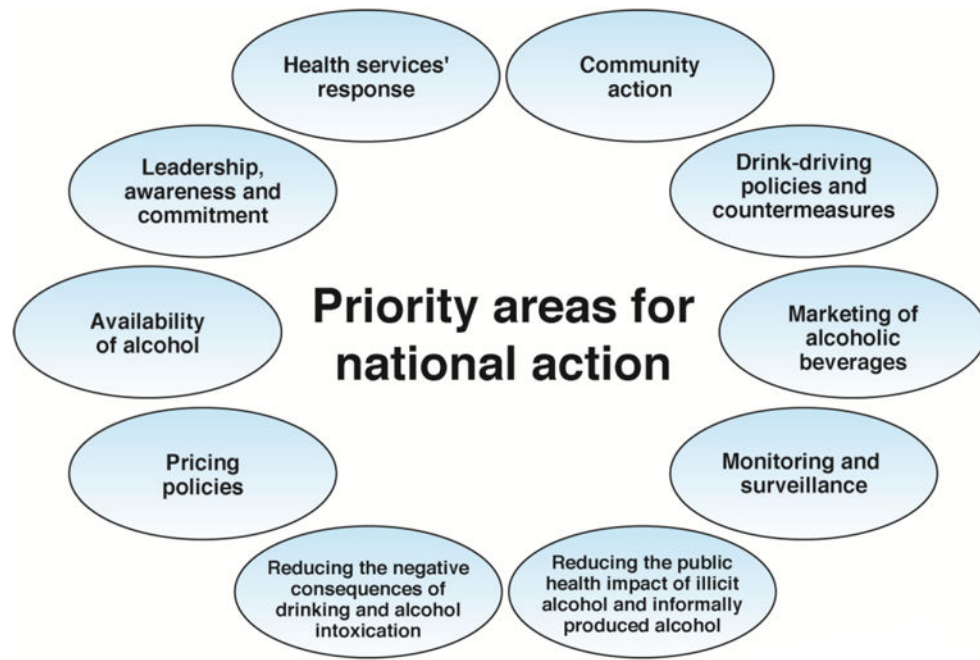 Health services'
response
Community
action
Leadership,
awareness and
commitment
Drink-driving
policies and
countermeasures
Availability
of alcohol
Priority areas for
national action
Marketing of
alcoholic
beverages
Pricing
policies
Monitoring and
surveillance
Reducing the negative
consequences of
drinking and alcohol
intoxication
Reducing the public
health impact of illicit
alcohol and informally
produced alcohol